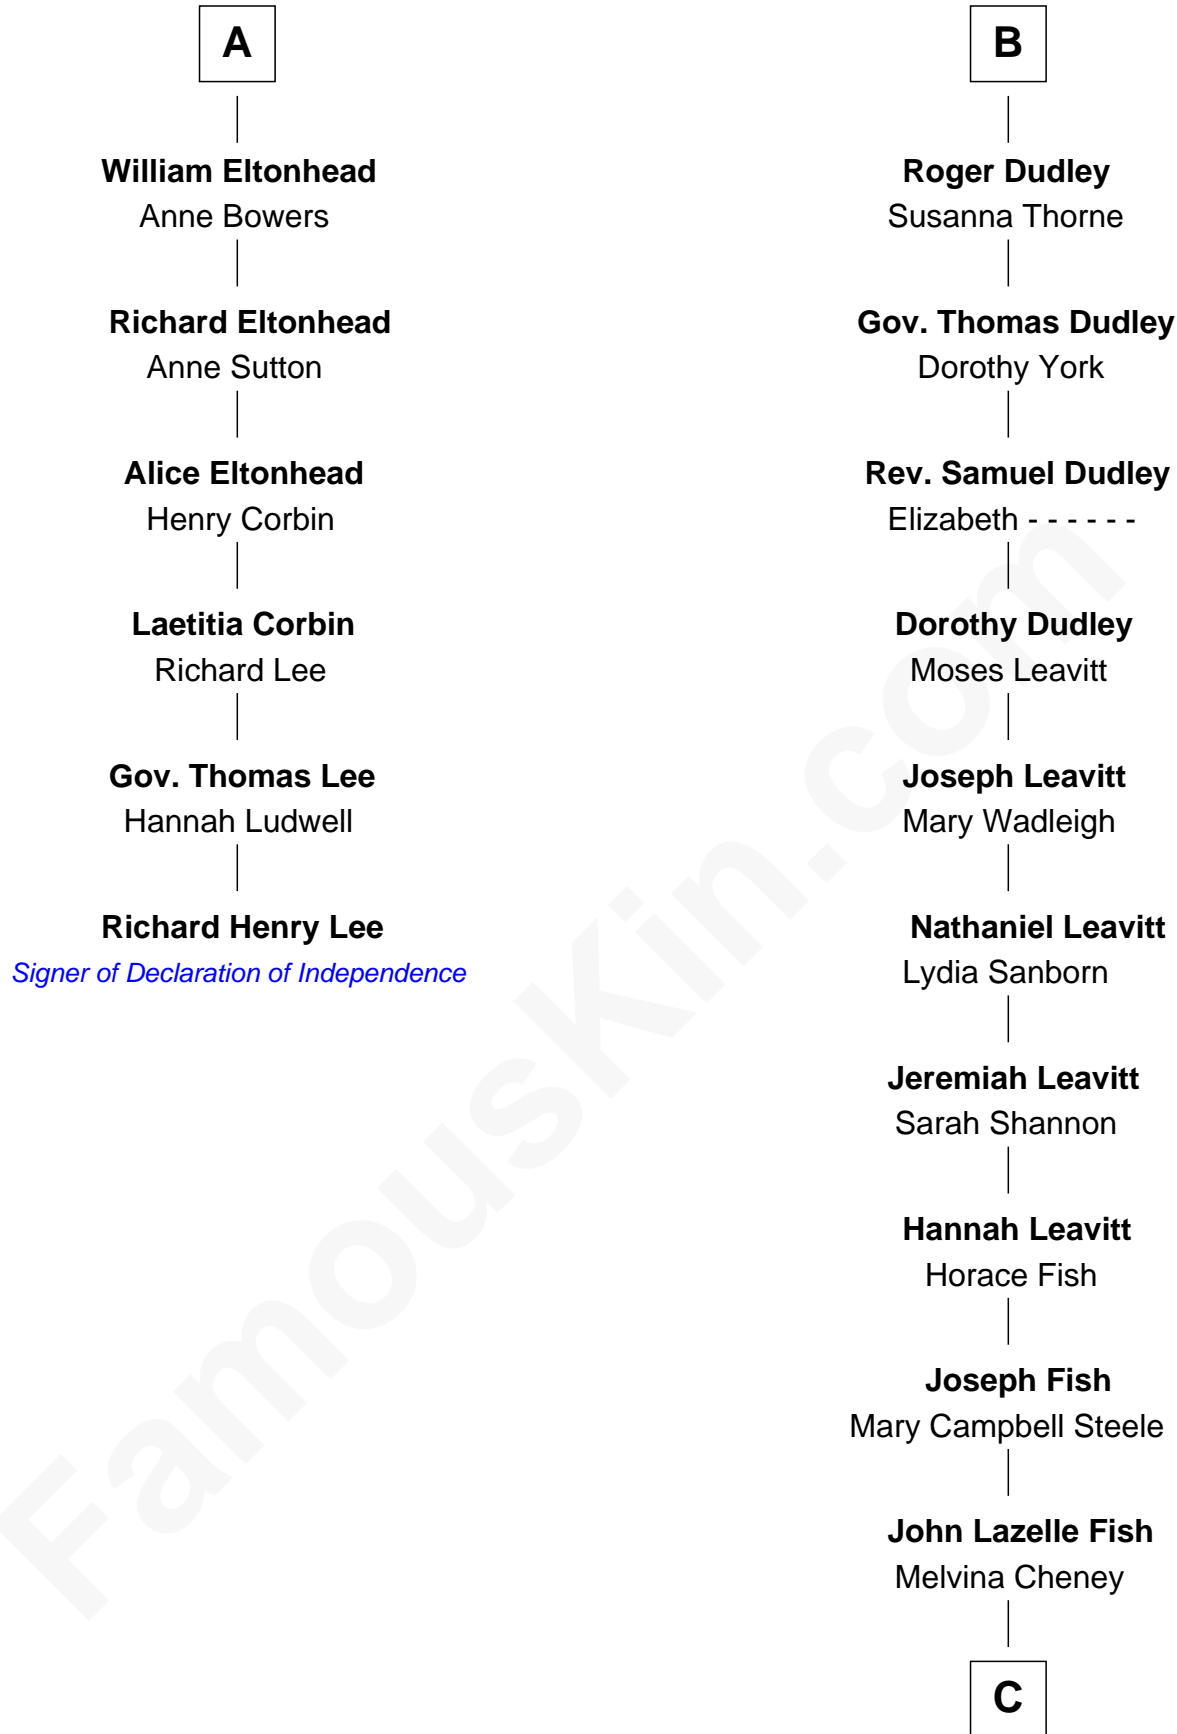 A
William Eltonhead
Anne Bowers
Richard Eltonhead
Anne Sutton
Alice Eltonhead
Henry Corbin
Laetitia Corbin
Richard Lee
Gov. Thomas Lee
Hannah Ludwell
Richard Henry Lee
Signer of Declaration of Independence
B
Roger Dudley
Susanna Thorne
Gov. Thomas Dudley
Dorothy York
Rev. Samuel Dudley
Elizabeth - - - - - -
Dorothy Dudley
Moses Leavitt
Joseph Leavitt
Mary Wadleigh
Nathaniel Leavitt
Lydia Sanborn
Jeremiah Leavitt
Sarah Shannon
Hannah Leavitt
Horace Fish
Joseph Fish
Mary Campbell Steele
John Lazelle Fish
Melvina Cheney
C
FamousKin.com